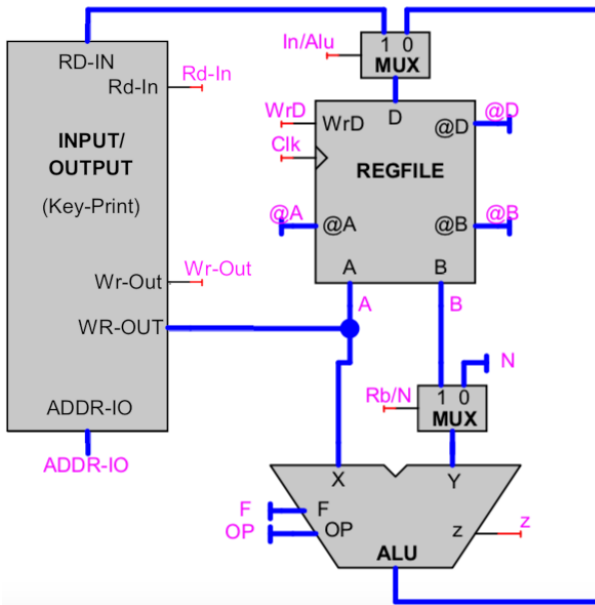 In/Alu
1 0
MUX
RD-IN
Rd-In
Rd-In
INPUT/
OUTPUT
(Key-Print)
Wr-Out
Wr-Out
WR-OUT
ADDR-IO
ADDR-IO
WrD
WrD
Clk
D
@D
@D
REGFILE
@A
@A
@B
@B
A
B
A
B
N
Rb/N
1 0
MUX
X
Y
F
F
OP
OP
z
z
ALU